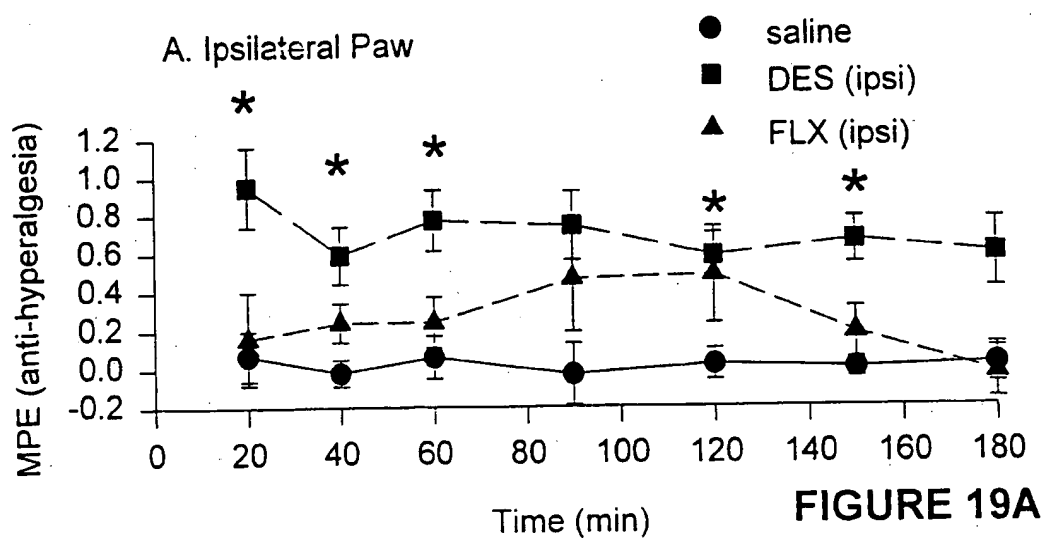 A. Ipsilateral Paw
saline
DES (ipsi)
FLX (ipsi)
*
*
*
*
*
MPE (anti-hyperalgesia)
1.2
1.0
0.8
0.6
0.4
0.2
0.0
-0.2
0 20 40 60 80 100 120 140 160 180
Time (min)
FIGURE 19A